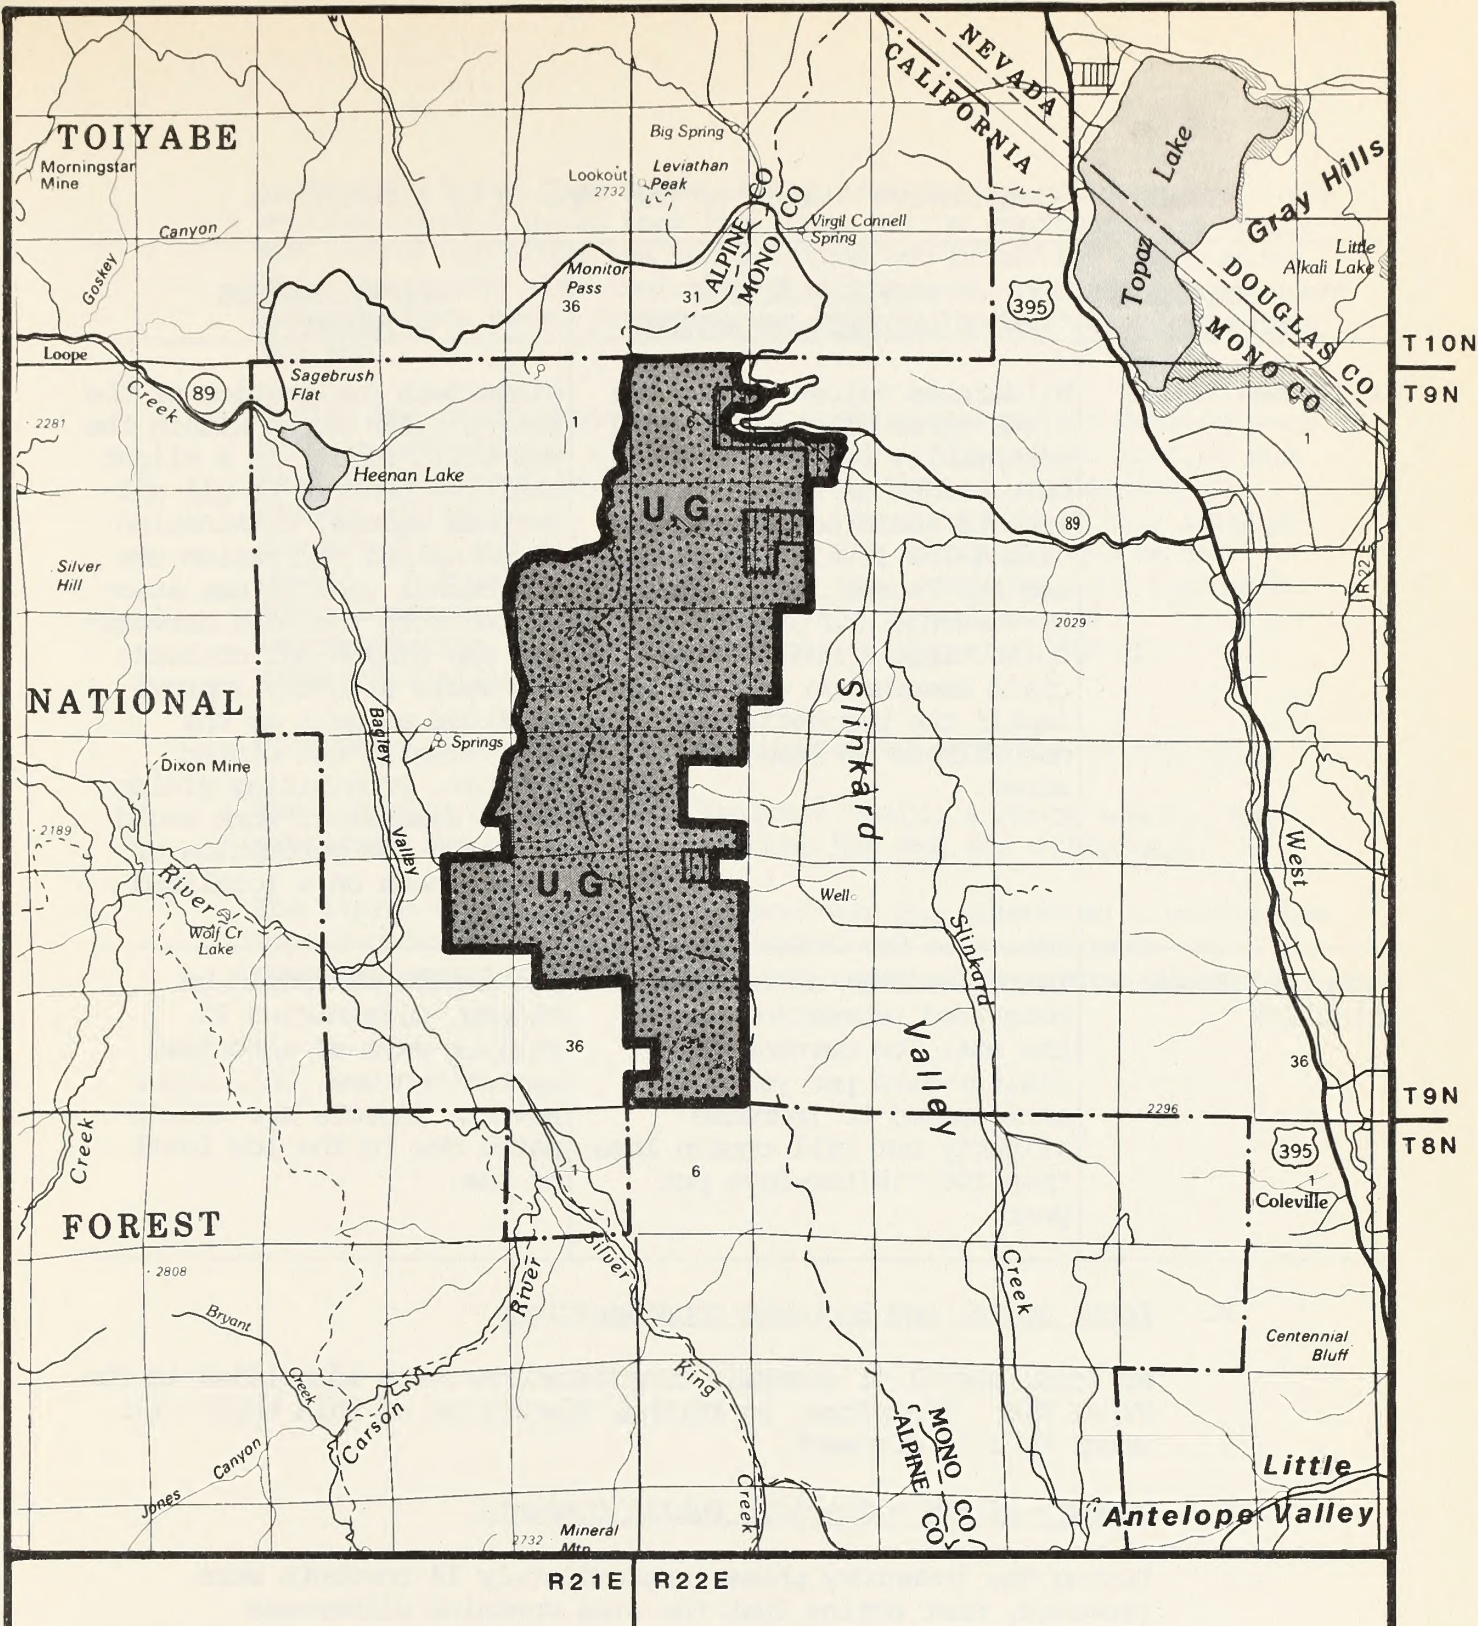 NEVADA
CALIFORNIA
TOIYABE
Morningstar
Mine
Big Spring
Lookout
2732
Leviathan
Peak
Lake
Gray Hills
Canyon
Goskey
ALPINE CO
MONO CO
Virgil Connell
Spring
Little
Alkali Lake
Monitor
Pass
36
31
395
Topaz
DOUGLAS CO
MONO CO
T10N
T9N
Loope
Creek
89
Sagebrush
Flat
2281
1
6
1
Heenan Lake
U,G
89
R 22 E
Silver
Hill
2029
NATIONAL
Bagley
Valley
Springs
Slinkard
Dixon Mine
2189
River
Wolf Cr
Lake
U,G
Well
West
Slinkard
Valley
36
36
2296
T9N
T8N
Creek
1
6
395
1
Coleville
FOREST
2808
River
Silver
Creek
Bryant
Creek
Centennial
Bluff
King
Creek
Carson
Canyon
Jones
MONO CO
ALPINE CO
Little
Antelope Valley
2732
Mineral
Mtn
R21E
R22E